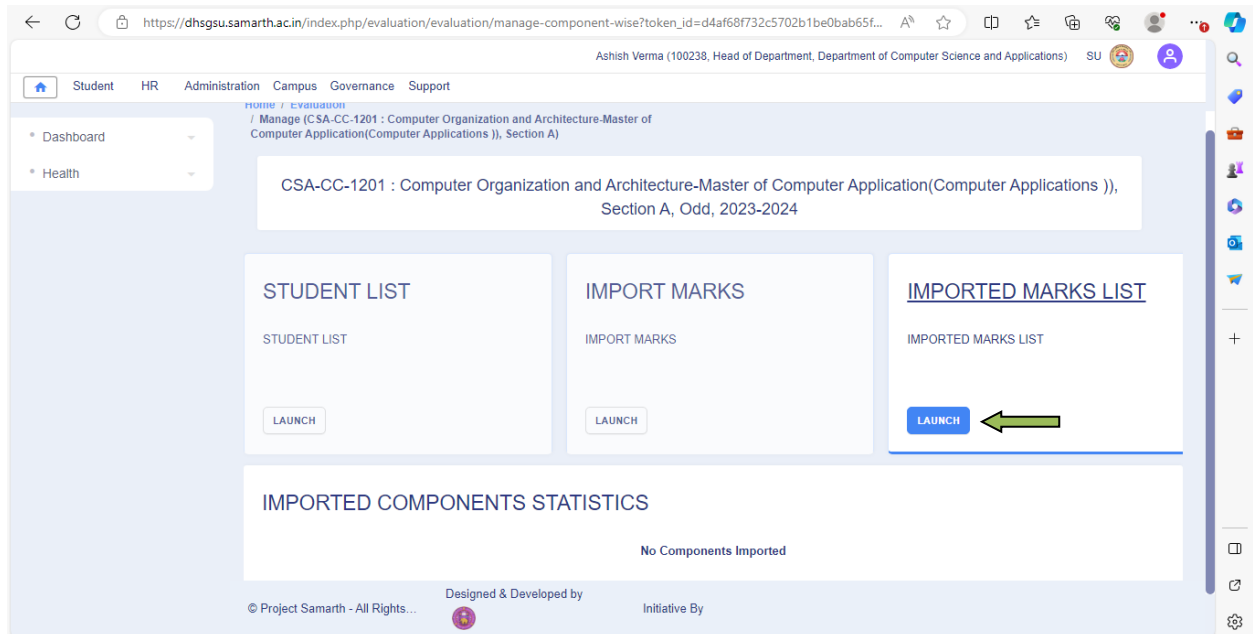 https://dhsgsu.samarth.ac.in/index.php/evaluation/evaluation/manage-component-wise?token_id=d4af68f732c5702b1be0bab65f...
Ashish Verma (100238, Head of Department, Department of Computer Science and Applications) SU
Student HR Administration Campus Governance Support
Home / Evaluation
/ Manage (CSA-CC-1201 : Computer Organization and Architecture-Master of
Computer Application(Computer Applications )), Section A)
Dashboard
Health
CSA-CC-1201 : Computer Organization and Architecture-Master of Computer Application(Computer Applications )),
Section A, Odd, 2023-2024
STUDENT LIST
STUDENT LIST
LAUNCH
IMPORT MARKS
IMPORT MARKS
LAUNCH
IMPORTED MARKS LIST
IMPORTED MARKS LIST
LAUNCH
IMPORTED COMPONENTS STATISTICS
No Components Imported
© Project Samarth - All Rights...
Designed & Developed by
Initiative By